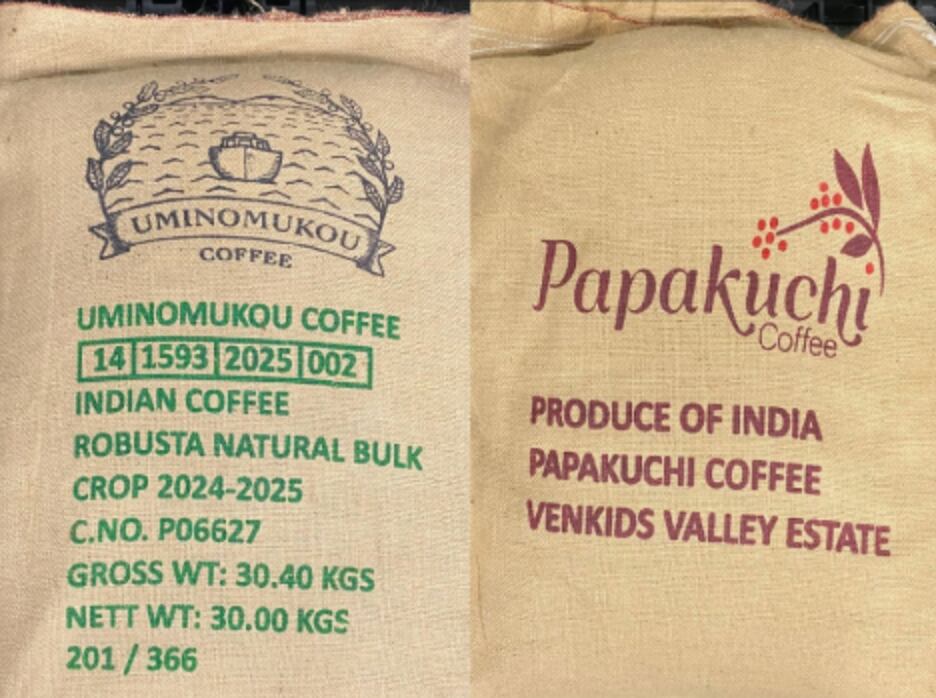 UMINOMUKOU
COFFEE
UMINOMUKOU COFFEE
14 1593 2025 002
INDIAN COFFEE
ROBUSTA NATURAL BULK
CROP 2024-2025
C.NO. P06627
GROSS WT: 30.40 KGS
NETT WT: 30.00 KGS
201 / 366
Papakuchi
Coffee
PRODUCE OF INDIA
PAPAKUCHI COFFEE
VENKIDS VALLEY ESTATE